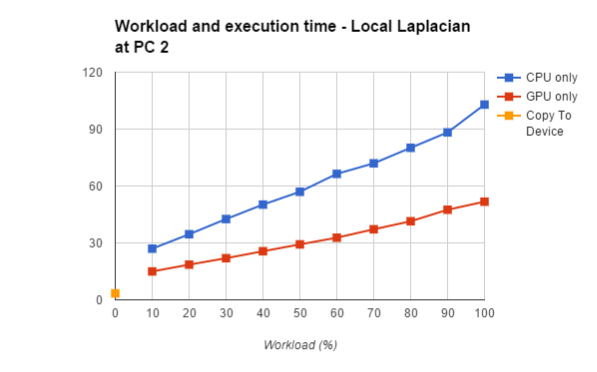 Workload and execution time - Local Laplacian
at PC 2
120
90
60
30
0
0 10 20 30 40 50 60 70 80 90 100
Workload (%)
CPU only
GPU only
Copy To
Device